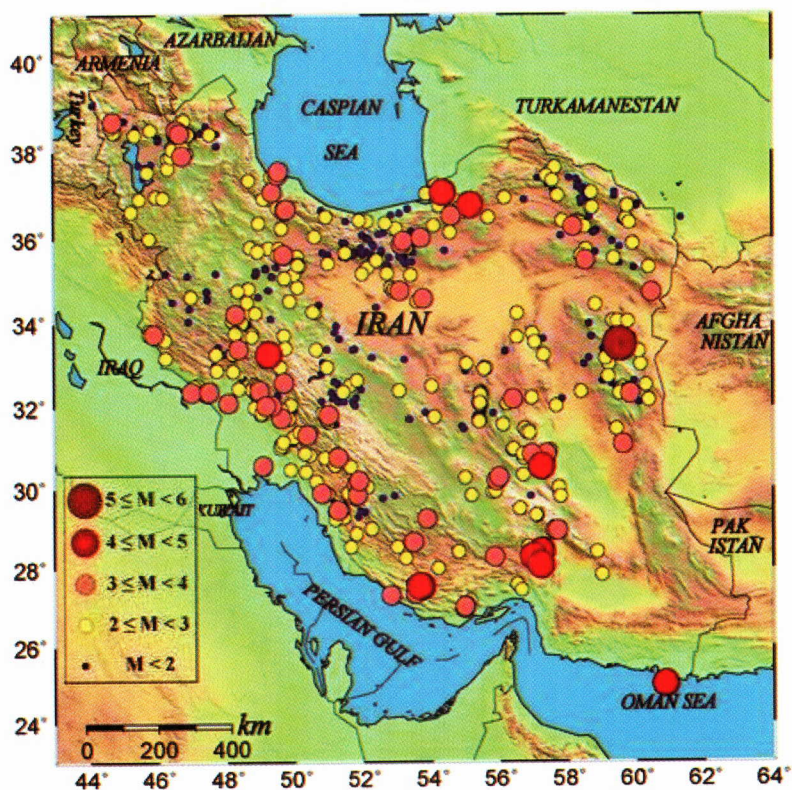 40°
38°
36°
34°
32°
30°
28°
26°
24°
44°
46°
48°
50°
52°
54°
56°
58°
60°
62°
64°
AZARBAIJAN
ARMENIA
Turkey
CASPIAN
SEA
TURKAMANESTAN
IRAN
AFGHA
NISTAN
IRAQ
KUWAIT
PAK
ISTAN
PERSIAN GULF
OMAN SEA
5 ≤ M < 6
4 ≤ M < 5
3 ≤ M < 4
2 ≤ M < 3
M < 2
km
0 200 400